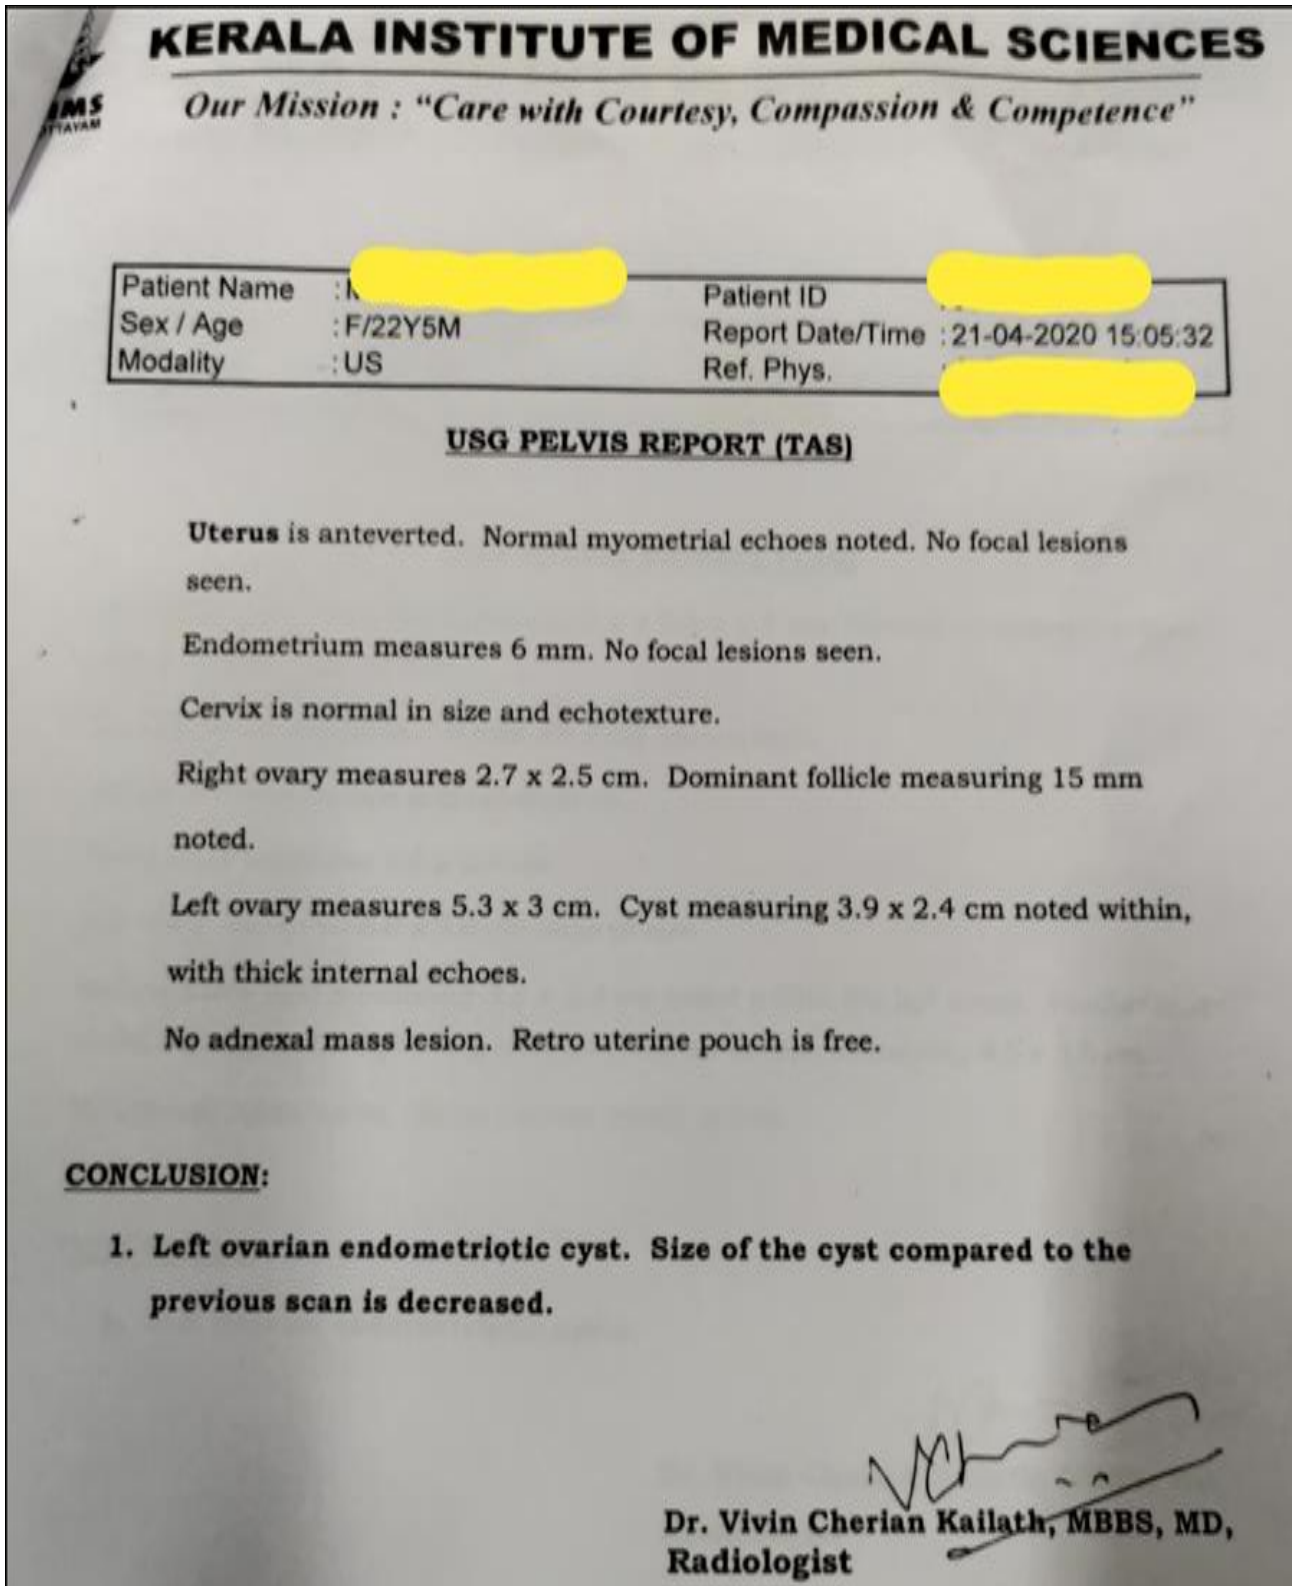 KERALA INSTITUTE OF MEDICAL SCIENCES
IMS
TTAYAM
Our Mission : "Care with Courtesy, Compassion & Competence"
Patient Name : Patient ID
Sex / Age : F/22Y5M Report Date/Time : 21-04-2020 15:05:32
Modality : US Ref. Phys.
USG PELVIS REPORT (TAS)
Uterus is anteverted. Normal myometrial echoes noted. No focal lesions
seen.
Endometrium measures 6 mm. No focal lesions seen.
Cervix is normal in size and echotexture.
Right ovary measures 2.7 x 2.5 cm. Dominant follicle measuring 15 mm
noted.
Left ovary measures 5.3 x 3 cm. Cyst measuring 3.9 x 2.4 cm noted within,
with thick internal echoes.
No adnexal mass lesion. Retro uterine pouch is free.
CONCLUSION:
1. Left ovarian endometriotic cyst. Size of the cyst compared to the
previous scan is decreased.
Dr. Vivin Cherian Kailath, MBBS, MD,
Radiologist